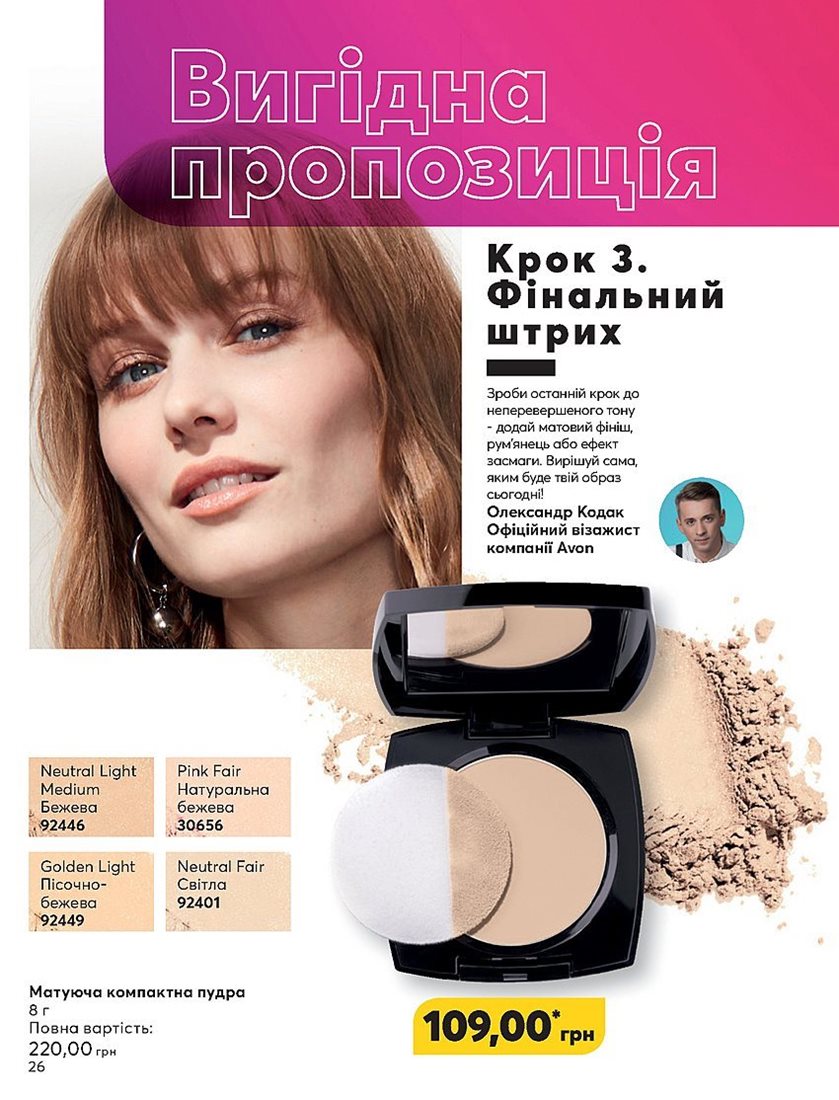 Вигідна
пропозиція
Крок 3.
Фінальний
штрих
Зроби останній крок до
неперевершеного тону
- додай матовий фініш,
рум'янець або ефект
засмаги. Вирішуй сама,
яким буде твій образ
сьогодні!
Олександр Кодак
Офіційний візажист
компанії Avon
Neutral Light
Medium
Бежева
92446
Pink Fair
Натуральна
бежева
30656
Golden Light
Пісочно-
бежева
92449
Neutral Fair
Світла
92401
Матуюча компактна пудра
8 г
Повна вартість:
220,00 грн
26
109,00* грн